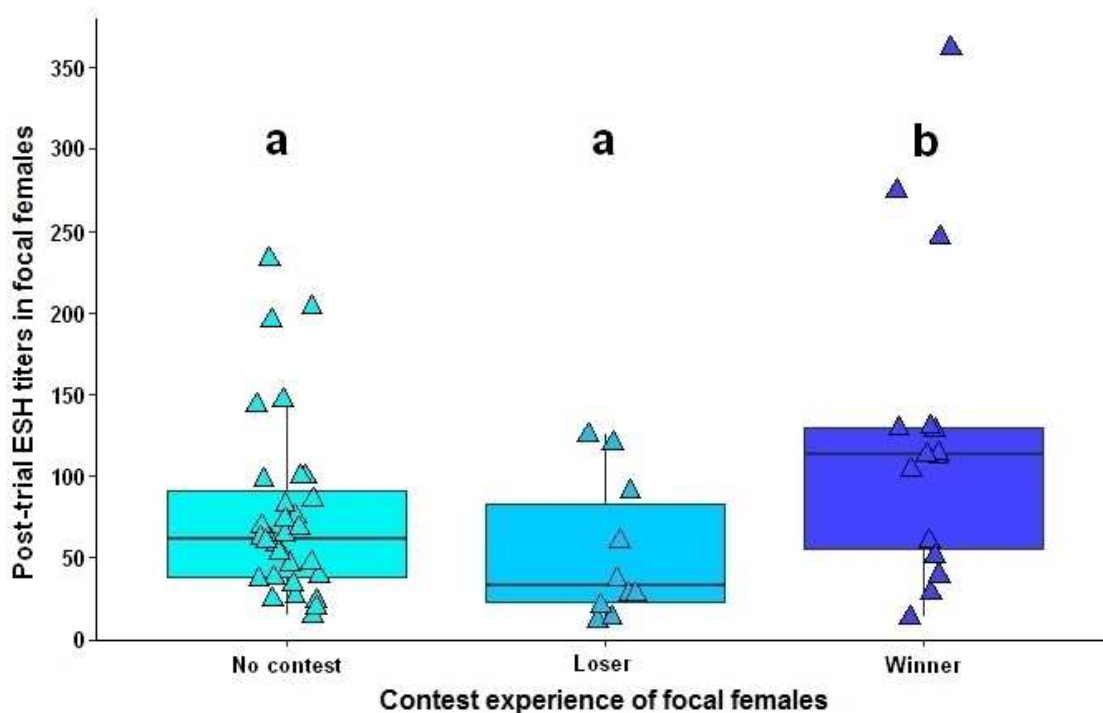 Post-trial ESH titers in focal females
350
300
250
200
150
100
50
0
a
a
b
No contest
Loser
Winner
Contest experience of focal females